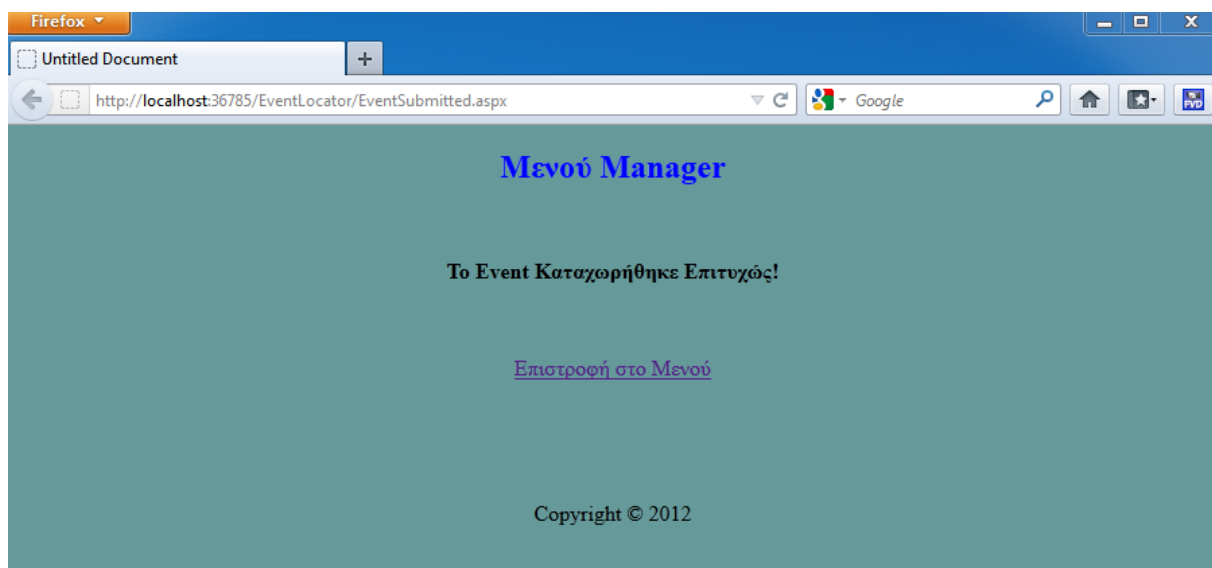 Firefox
Untitled Document
http://localhost:36785/EventLocator/EventSubmitted.aspx
Google
FVD
Μενού Manager
Το Event Καταχωρήθηκε Επιτυχώς!
Επιστροφή στο Μενού
Copyright © 2012